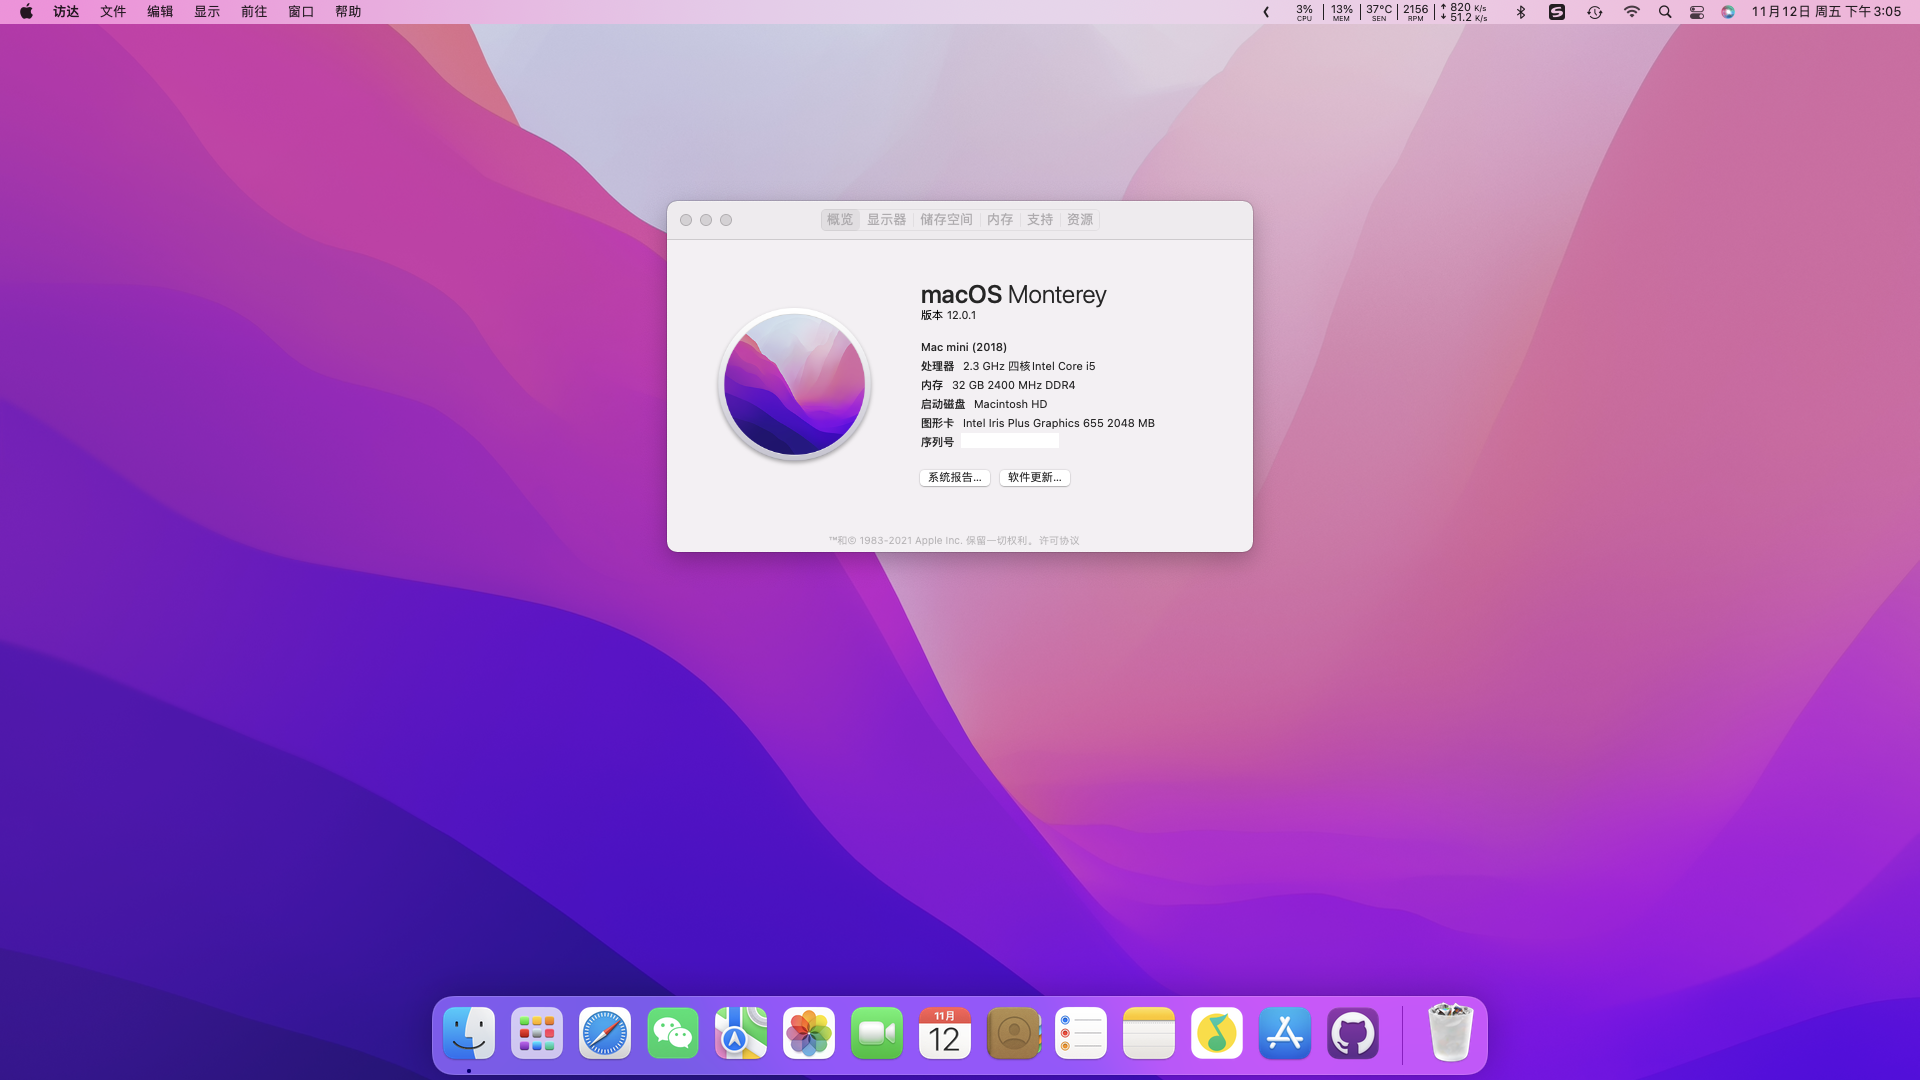 访达 文件 编辑 显示 前往 窗口 帮助
3% CPU 13% MEM 37°C SEN 2156 RPM 820 K/s 51.2 K/s 11月12日 周五 下午3:05
概览 显示器 储存空间 内存 支持 资源
macOS Monterey
版本 12.0.1
Mac mini (2018)
处理器 2.3 GHz 四核Intel Core i5
内存 32 GB 2400 MHz DDR4
启动磁盘 Macintosh HD
图形卡 Intel Iris Plus Graphics 655 2048 MB
序列号
系统报告... 软件更新...
™和© 1983-2021 Apple Inc. 保留一切权利。许可协议
11月
12